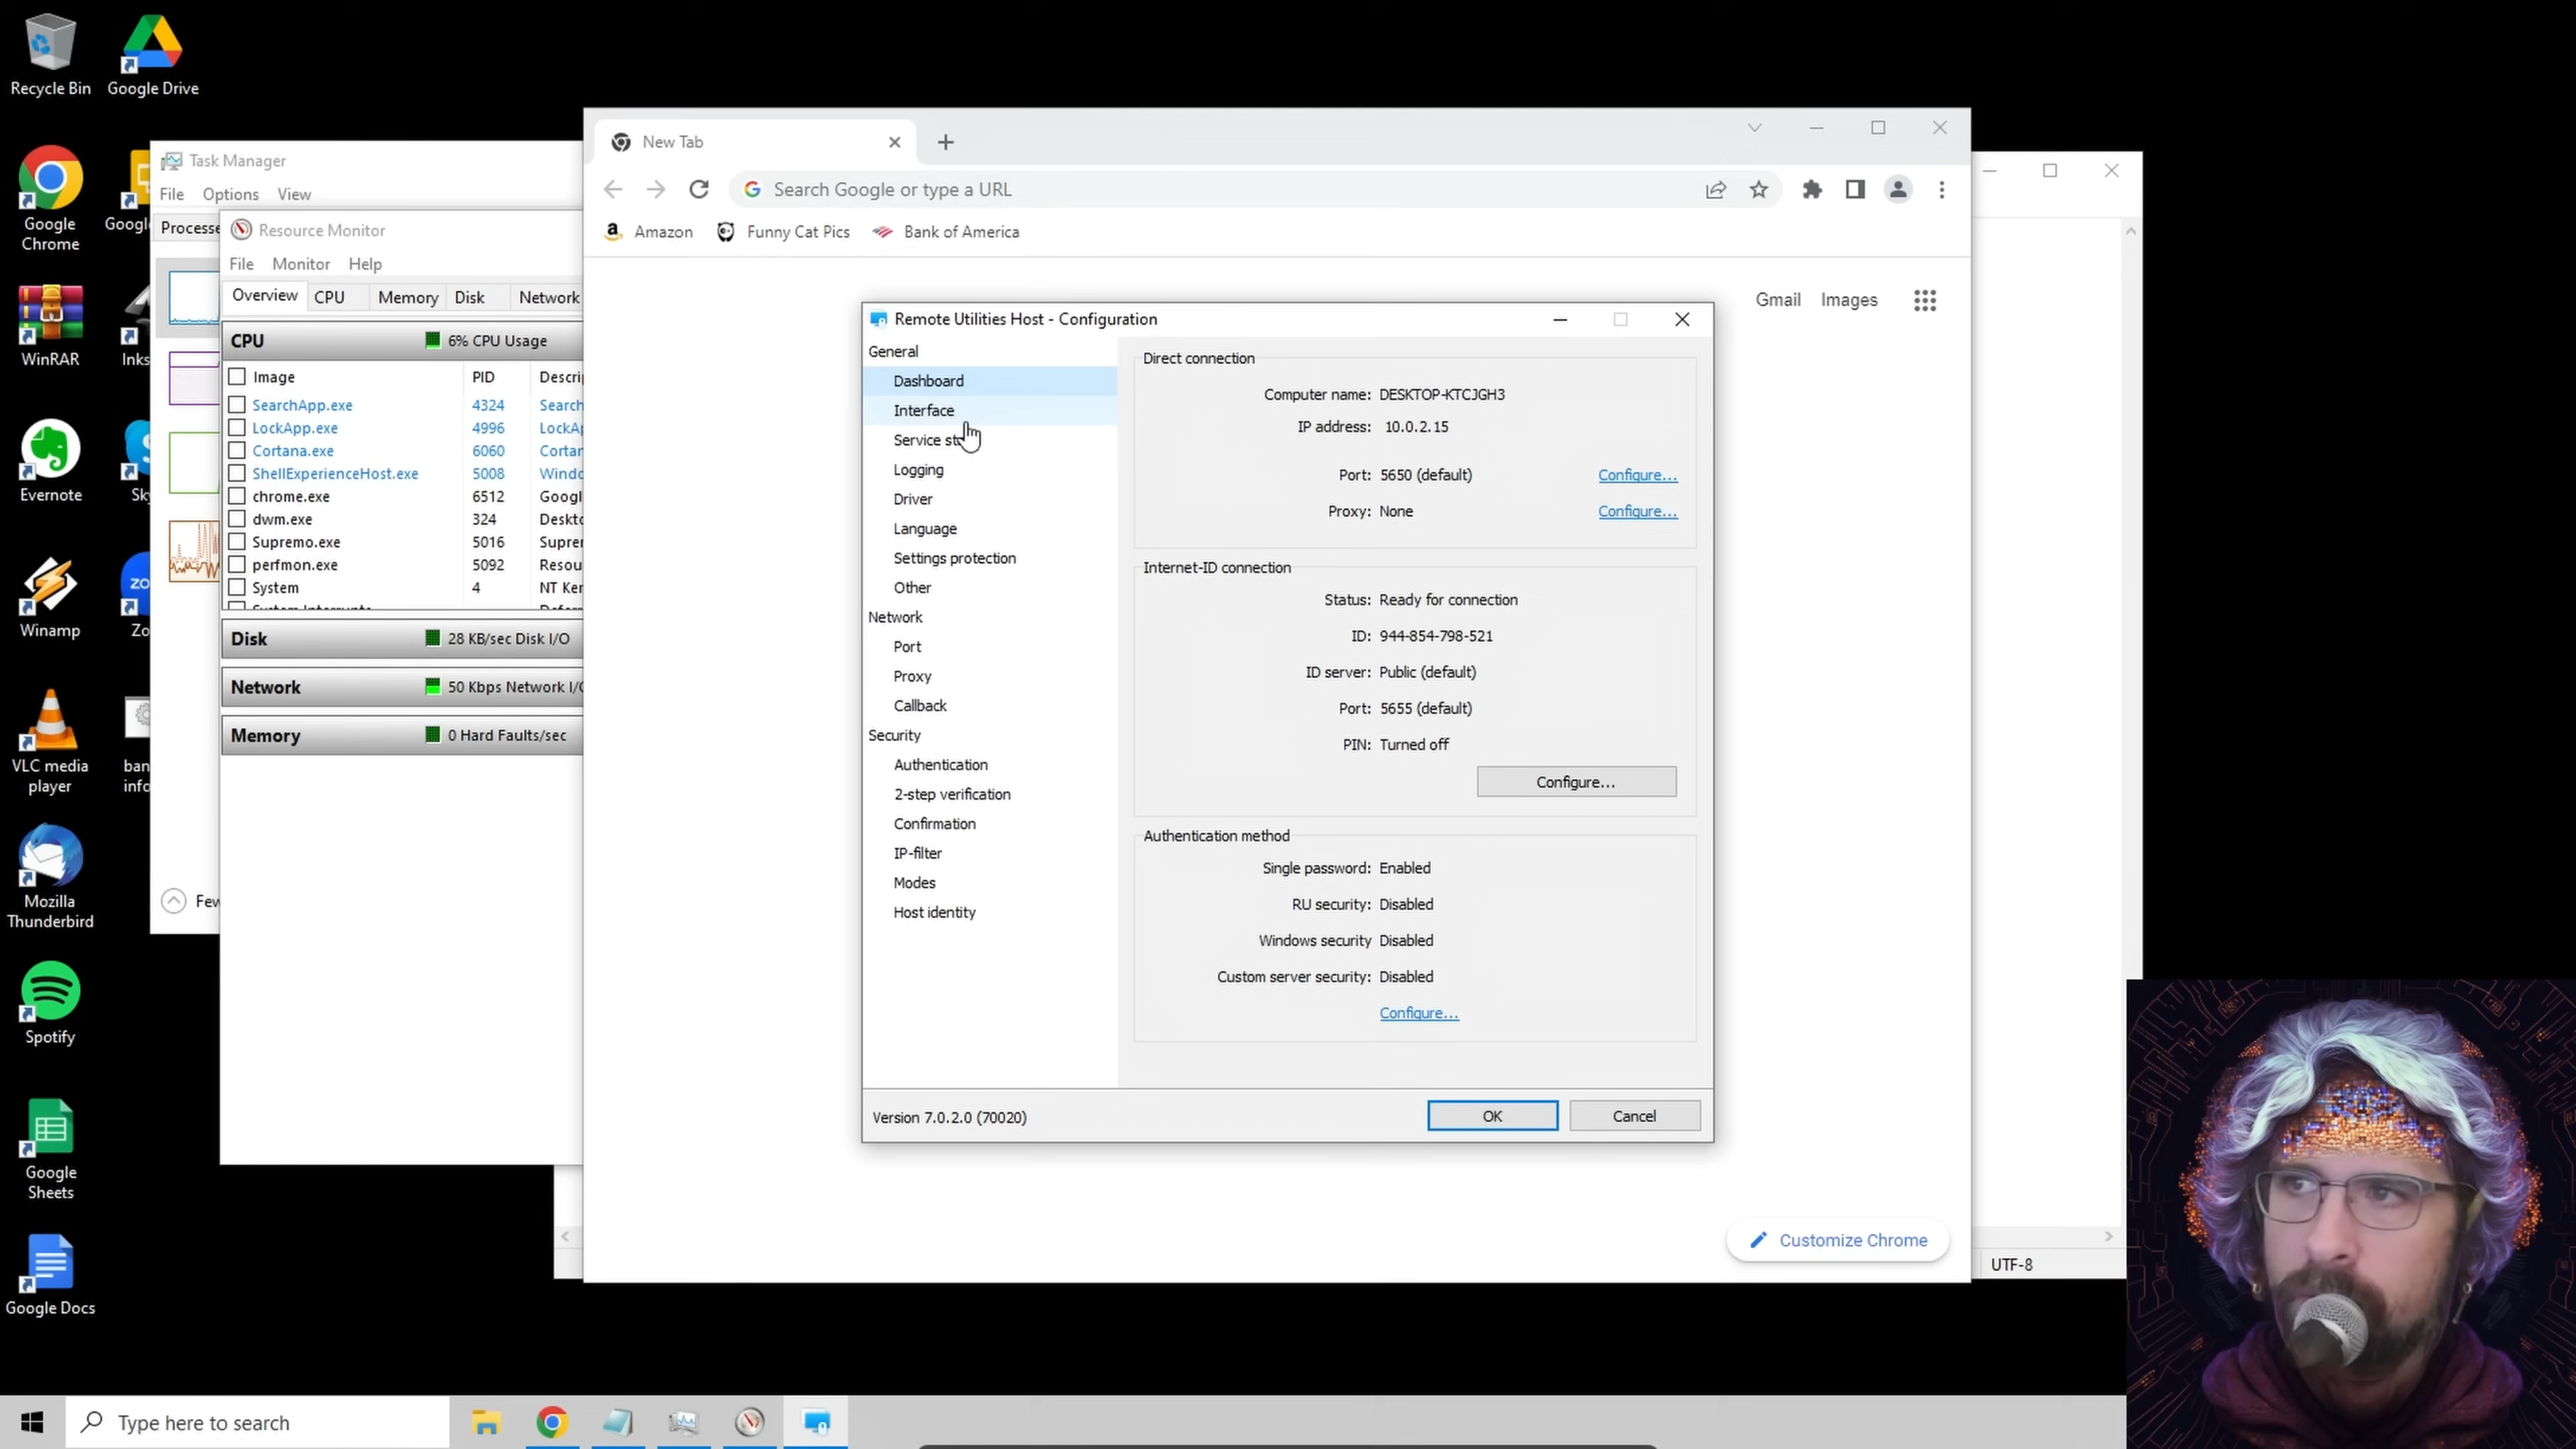 Recycle Bin
Google Drive
Google Chrome
WinRAR
Evernote
Winamp
VLC media player
Mozilla Thunderbird
Spotify
Google Sheets
Google Docs
Task Manager
File Options View
Resource Monitor
File Monitor Help
Overview CPU Memory Disk Network
CPU 6% CPU Usage
Image PID
SearchApp.exe 4324
LockApp.exe 4996
Cortana.exe 6060
ShellExperienceHost.exe 5008
chrome.exe 6512
dwm.exe 324
Supremo.exe 5016
perfmon.exe 5092
System 4
Disk 28 KB/sec Disk I/O
Network 50 Kbps Network
Memory 0 Hard Faults/sec
New Tab
Search Google or type a URL
Amazon Funny Cat Pics Bank of America
Gmail Images
Remote Utilities Host - Configuration
General
Dashboard
Interface
Service
Logging
Driver
Language
Settings protection
Other
Network
Port
Proxy
Callback
Security
Authentication
2-step verification
Confirmation
IP-filter
Modes
Host identity
Direct connection
Computer name: DESKTOP-KTCJGH3
IP address: 10.0.2.15
Port: 5650 (default) Configure...
Proxy: None Configure...
Internet-ID connection
Status: Ready for connection
ID: 944-854-798-521
ID server: Public (default)
Port: 5655 (default)
PIN: Turned off
Configure...
Authentication method
Single password: Enabled
RU security: Disabled
Windows security Disabled
Custom server security: Disabled
Configure...
Version 7.0.2.0 (70020)
OK Cancel
Customize Chrome
UTF-8
Type here to search